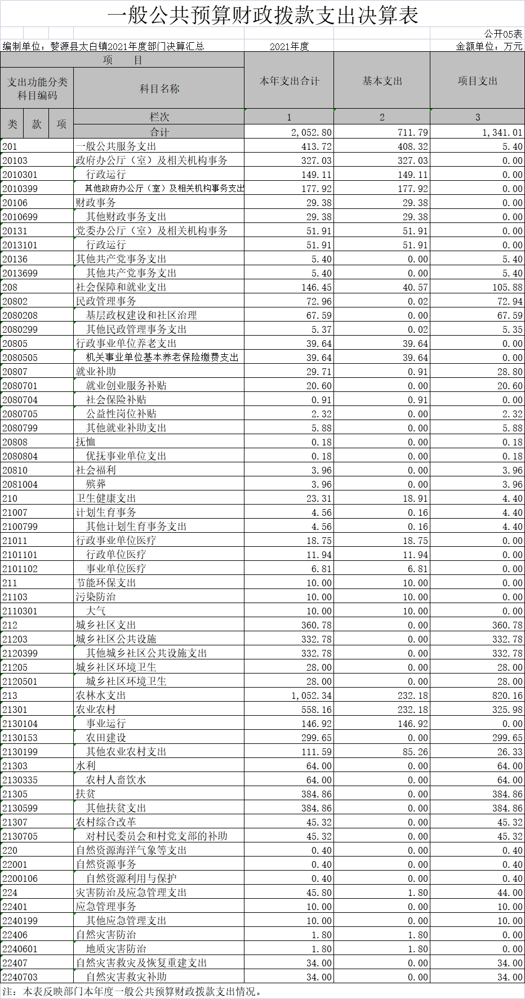 一般公共预算财政拨款支出决算表
公开05表
编制单位：婺源县太白镇2021年度部门决算汇总 2021年度 金额单位：万元
项 目 本年支出合计 基本支出 项目支出
支出功能分类科目编码 科目名称
类 款 项 栏次 1 2 3
合计 2,052.80 711.79 1,341.01
201 一般公共服务支出 413.72 408.32 5.40
20103 政府办公厅（室）及相关机构事务 327.03 327.03 0.00
2010301 行政运行 149.11 149.11 0.00
2010399 其他政府办公厅（室）及相关机构事务支出 177.92 177.92 0.00
20106 财政事务 29.38 29.38 0.00
2010699 其他财政事务支出 29.38 29.38 0.00
20131 党委办公厅（室）及相关机构事务 51.91 51.91 0.00
2013101 行政运行 51.91 51.91 0.00
20136 其他共产党事务支出 5.40 0.00 5.40
2013699 其他共产党事务支出 5.40 0.00 5.40
208 社会保障和就业支出 146.45 40.57 105.88
20802 民政管理事务 72.96 0.02 72.94
2080208 基层政权建设和社区治理 67.59 0.00 67.59
2080299 其他民政管理事务支出 5.37 0.02 5.35
20805 行政事业单位养老支出 39.64 39.64 0.00
2080505 机关事业单位基本养老保险缴费支出 39.64 39.64 0.00
20807 就业补助 29.71 0.91 28.80
2080701 就业创业服务补贴 20.60 0.00 20.60
2080704 社会保险补贴 0.91 0.91 0.00
2080705 公益性岗位补贴 2.32 0.00 2.32
2080799 其他就业补助支出 5.88 0.00 5.88
20808 抚恤 0.18 0.00 0.18
2080804 优抚事业单位支出 0.18 0.00 0.18
20810 社会福利 3.96 0.00 3.96
2081004 殡葬 3.96 0.00 3.96
210 卫生健康支出 23.31 18.91 4.40
21007 计划生育事务 4.56 0.16 4.40
2100799 其他计划生育事务支出 4.56 0.16 4.40
21011 行政事业单位医疗 18.75 18.75 0.00
2101101 行政单位医疗 11.94 11.94 0.00
2101102 事业单位医疗 6.81 6.81 0.00
211 节能环保支出 10.00 10.00 0.00
21103 污染防治 10.00 10.00 0.00
2110301 大气 10.00 10.00 0.00
212 城乡社区支出 360.78 0.00 360.78
21203 城乡社区公共设施 332.78 0.00 332.78
2120399 其他城乡社区公共设施支出 332.78 0.00 332.78
21205 城乡社区环境卫生 28.00 0.00 28.00
2120501 城乡社区环境卫生 28.00 0.00 28.00
213 农林水支出 1,052.34 232.18 820.16
21301 农业农村 558.16 232.18 325.98
2130104 事业运行 146.92 146.92 0.00
2130153 农田建设 299.65 0.00 299.65
2130199 其他农业农村支出 111.59 85.26 26.33
21303 水利 64.00 0.00 64.00
2130335 农村人畜饮水 64.00 0.00 64.00
21305 扶贫 384.86 0.00 384.86
2130599 其他扶贫支出 384.86 0.00 384.86
21307 农村综合改革 45.32 0.00 45.32
2130705 对村民委员会和村党支部的补助 45.32 0.00 45.32
220 自然资源海洋气象等支出 0.40 0.00 0.40
22001 自然资源事务 0.40 0.00 0.40
2200106 自然资源利用与保护 0.40 0.00 0.40
224 灾害防治及应急管理支出 45.80 1.80 44.00
22401 应急管理事务 10.00 0.00 10.00
2240199 其他应急管理支出 10.00 0.00 10.00
22406 自然灾害防治 1.80 1.80 0.00
2240601 地质灾害防治 1.80 1.80 0.00
22407 自然灾害救灾及恢复重建支出 34.00 0.00 34.00
2240703 自然灾害救灾补助 34.00 0.00 34.00
注：本表反映部门本年度一般公共预算财政拨款支出情况。